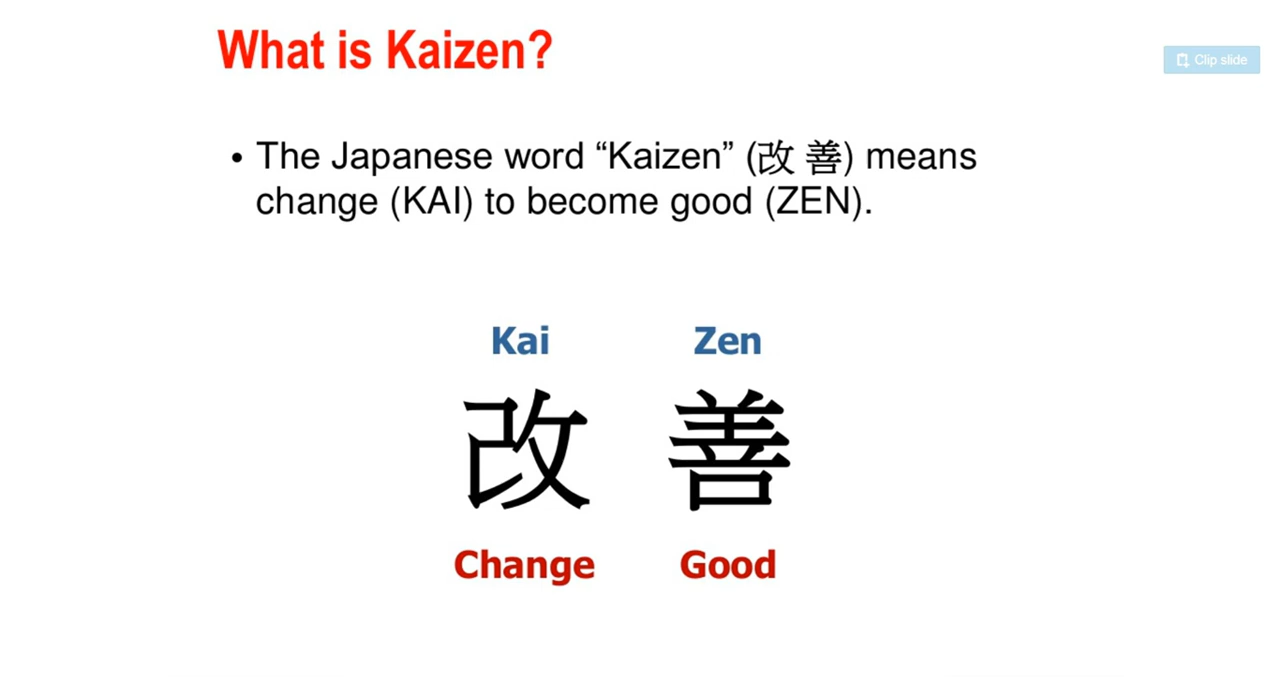 What is Kaizen?
Clip slide
• The Japanese word “Kaizen” (改 善) means
change (KAI) to become good (ZEN).
Kai Zen
改 善
Change Good